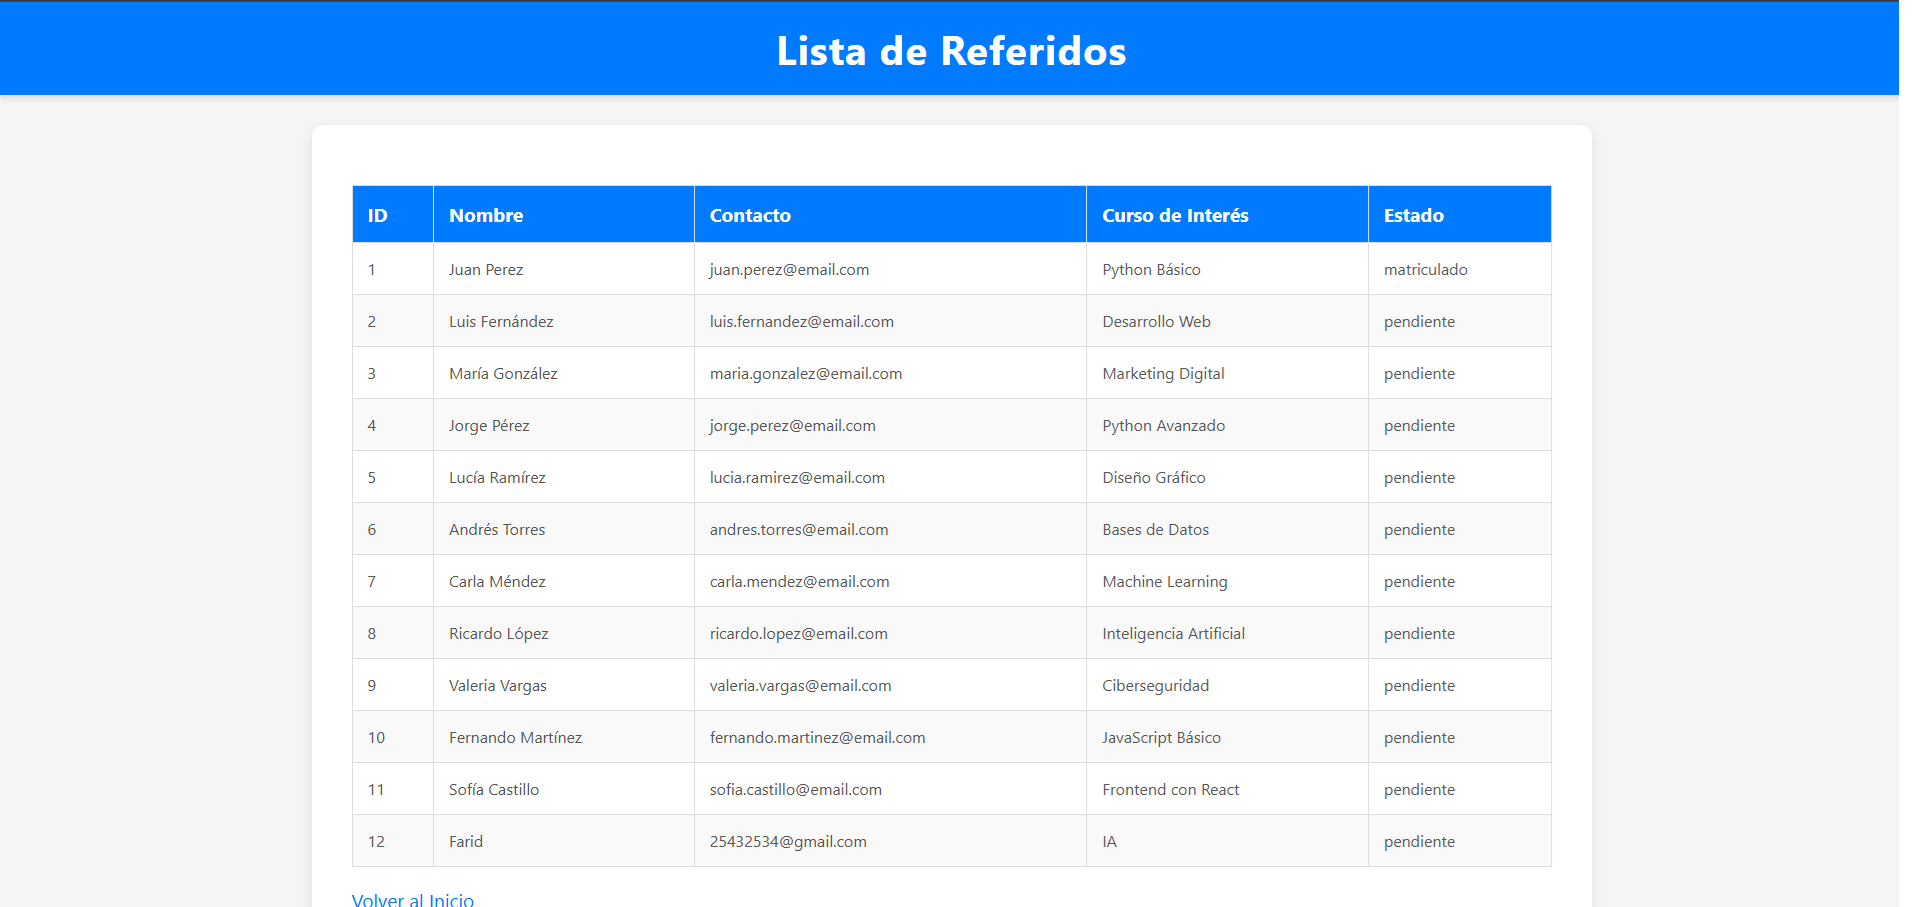 Lista de Referidos
ID Nombre Contacto Curso de Interés Estado
1 Juan Perez juan.perez@email.com Python Básico matriculado
2 Luis Fernández luis.fernandez@email.com Desarrollo Web pendiente
3 María González maria.gonzalez@email.com Marketing Digital pendiente
4 Jorge Pérez jorge.perez@email.com Python Avanzado pendiente
5 Lucía Ramírez lucia.ramirez@email.com Diseño Gráfico pendiente
6 Andrés Torres andres.torres@email.com Bases de Datos pendiente
7 Carla Méndez carla.mendez@email.com Machine Learning pendiente
8 Ricardo López ricardo.lopez@email.com Inteligencia Artificial pendiente
9 Valeria Vargas valeria.vargas@email.com Ciberseguridad pendiente
10 Fernando Martínez fernando.martinez@email.com JavaScript Básico pendiente
11 Sofía Castillo sofia.castillo@email.com Frontend con React pendiente
12 Farid 25432534@gmail.com IA pendiente
Volver al Inicio